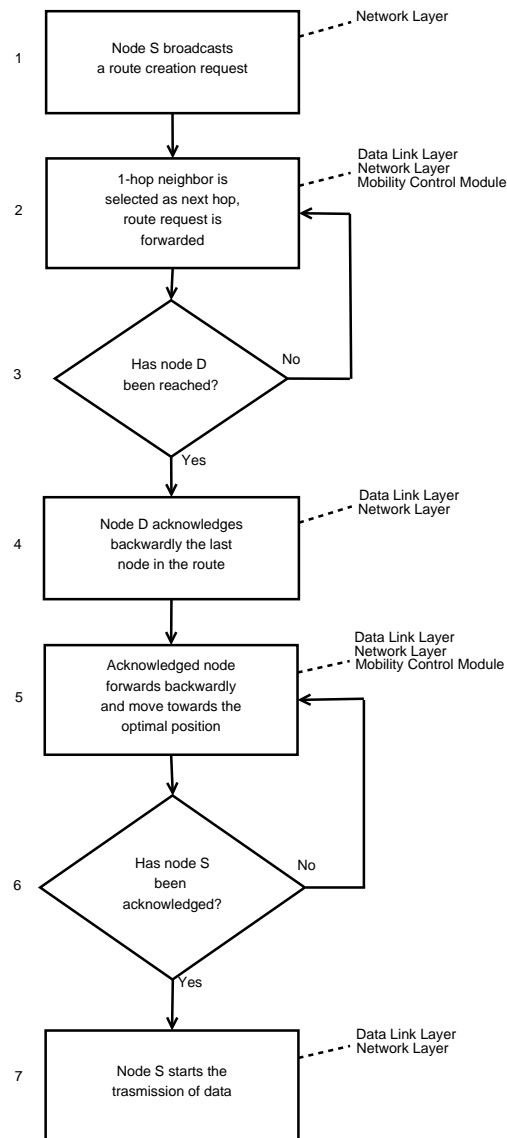 Network Layer
1
Node S broadcasts
a route creation request
Data Link Layer
Network Layer
Mobility Control Module
2
1-hop neighbor is
selected as next hop,
route request is
forwarded
3
Has node D
been reached?
No
Yes
Data Link Layer
Network Layer
4
Node D acknowledges
backwardly the last
node in the route
Data Link Layer
Network Layer
Mobility Control Module
5
Acknowledged node
forwards backwardly
and move towards the
optimal position
6
Has node S
been
acknowledged?
No
Yes
Data Link Layer
Network Layer
7
Node S starts the
trasmission of data